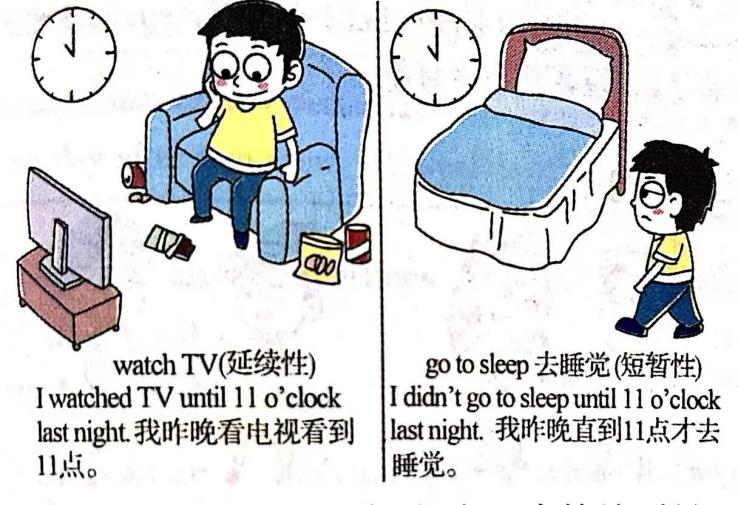 watch TV(延续性)
I watched TV until 11 o'clock
last night.我昨晚看电视看到
11点。
go to sleep 去睡觉(短暂性)
I didn't go to sleep until 11 o'clock
last night. 我昨晚直到11点才去
睡觉。